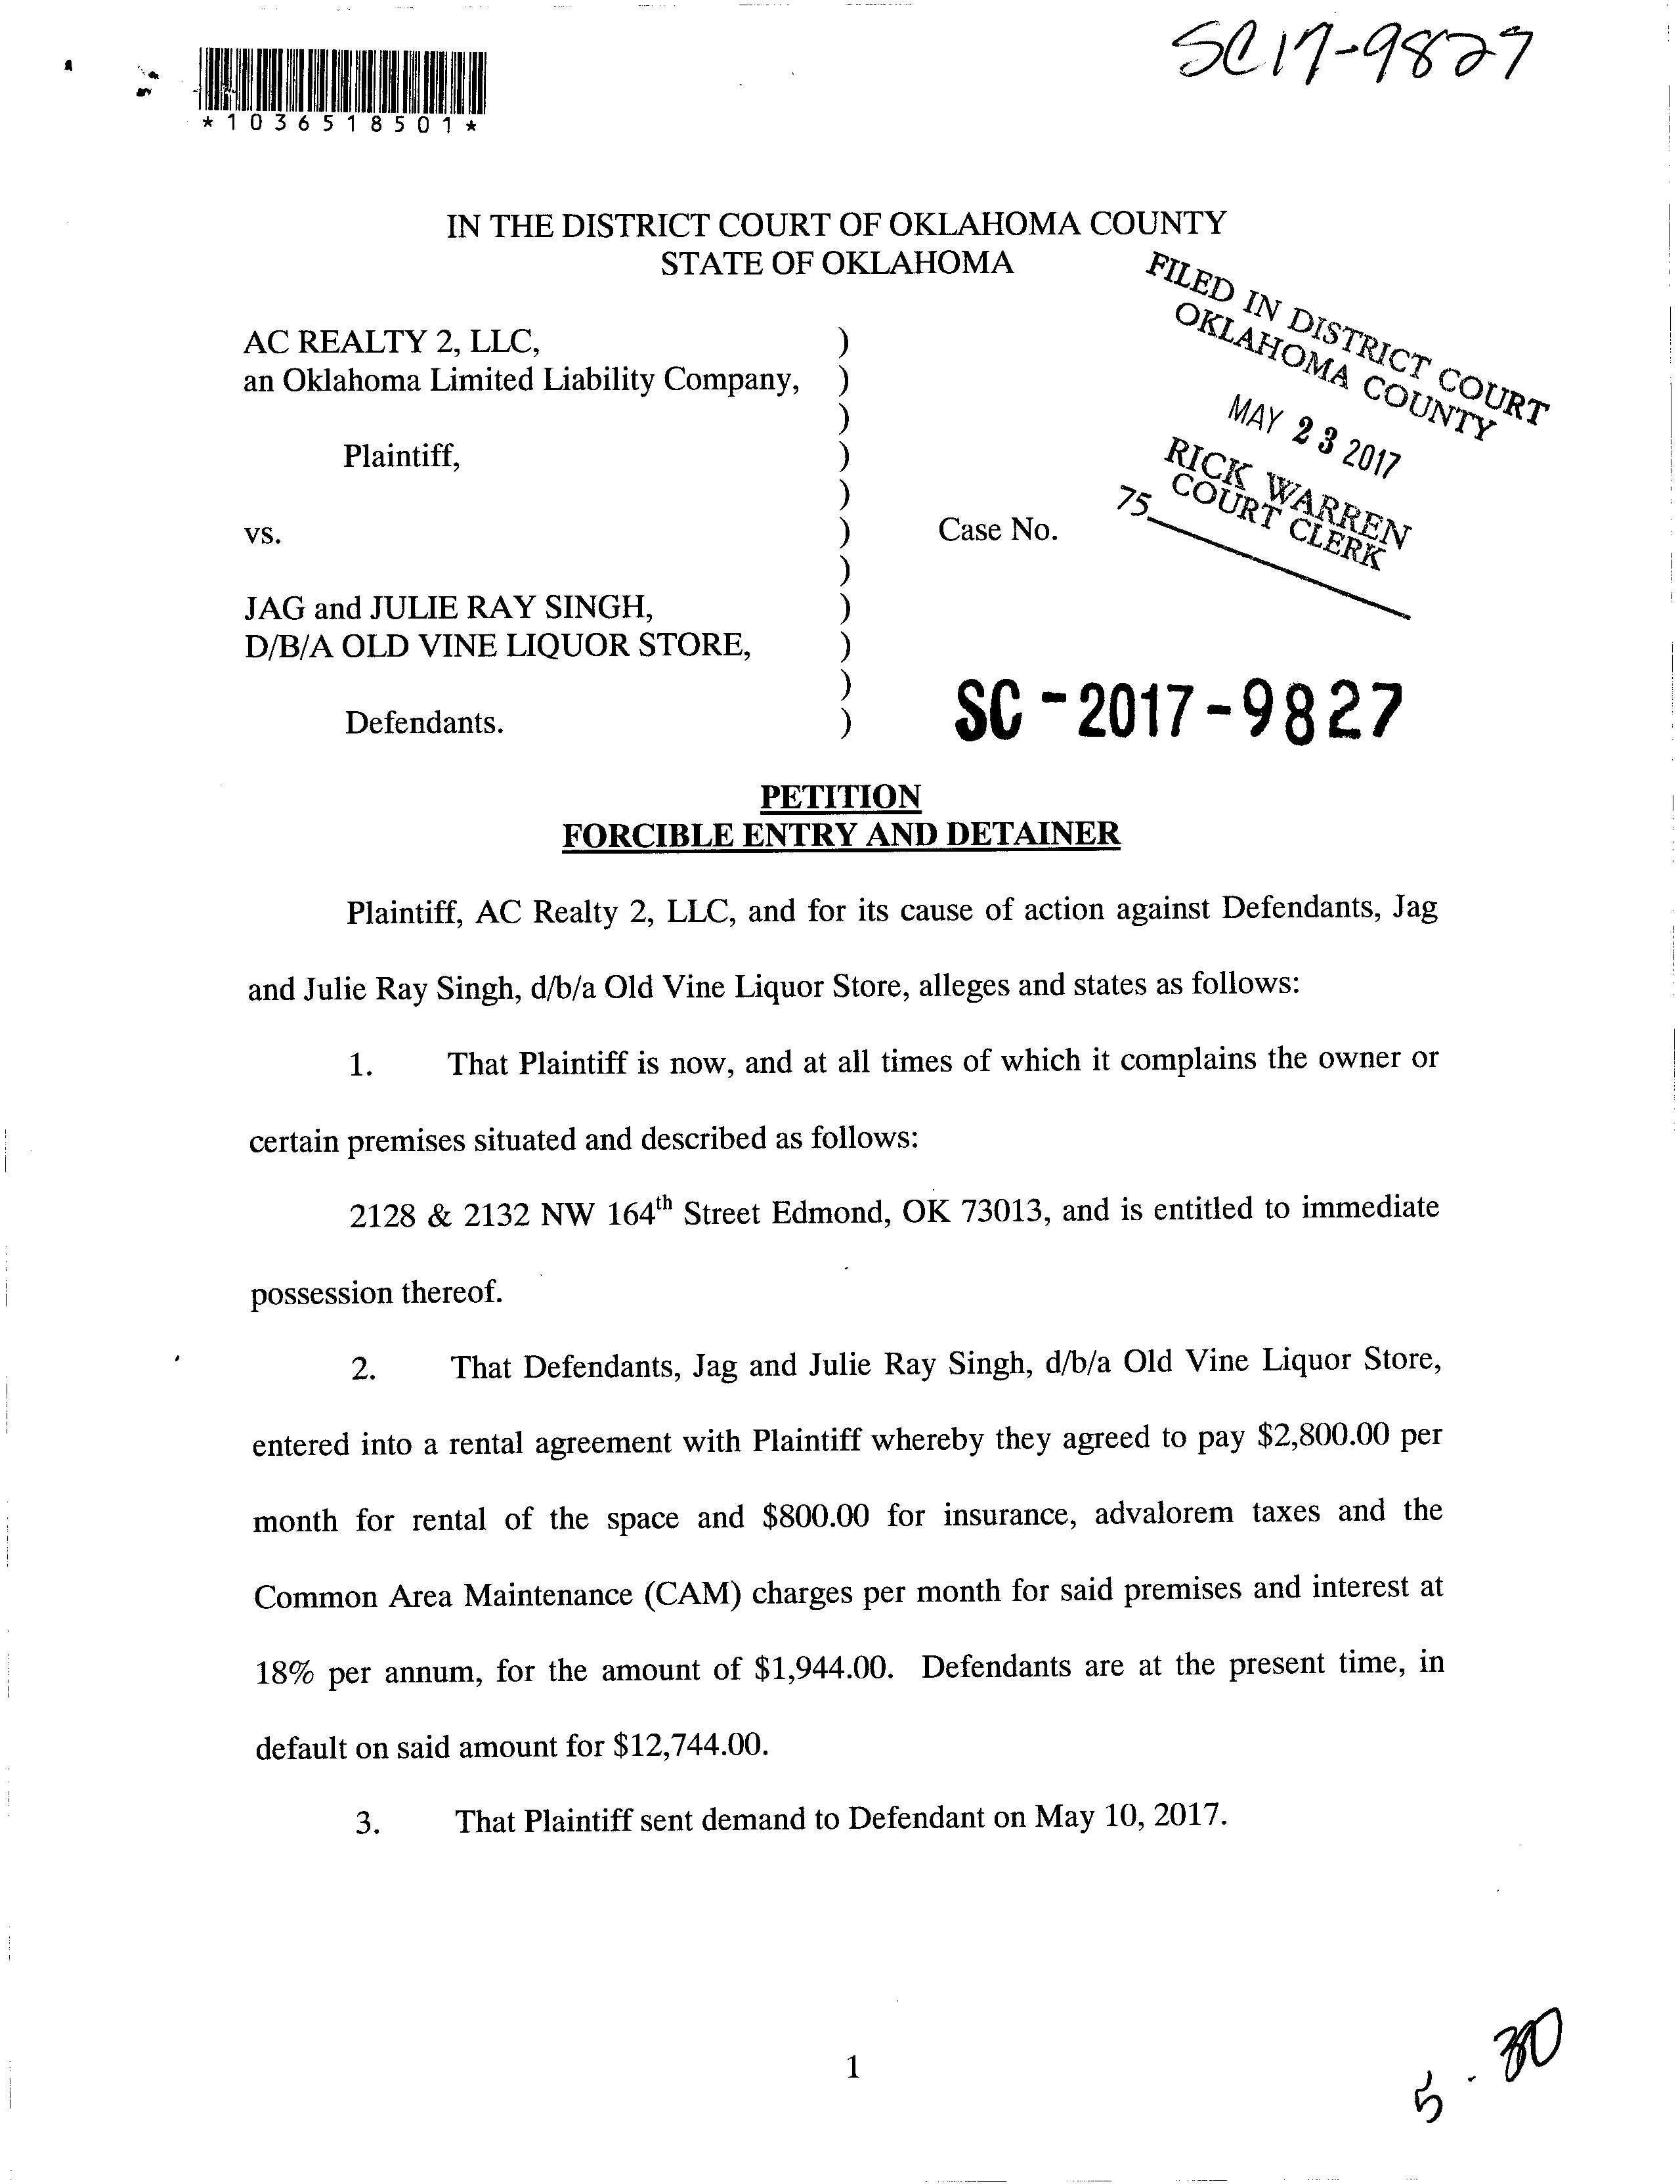 SC17-9827
*1036518501*
IN THE DISTRICT COURT OF OKLAHOMA COUNTY
STATE OF OKLAHOMA
FILED IN DISTRICT COURT
OKLAHOMA COUNTY
MAY 23 2017
RICK WARREN
COURT CLERK
75
AC REALTY 2, LLC, )
an Oklahoma Limited Liability Company, )
)
Plaintiff, )
)
vs. ) Case No.
)
JAG and JULIE RAY SINGH, )
D/B/A OLD VINE LIQUOR STORE, )
)
Defendants. )
SC-2017-9827
PETITION
FORCIBLE ENTRY AND DETAINER
Plaintiff, AC Realty 2, LLC, and for its cause of action against Defendants, Jag
and Julie Ray Singh, d/b/a Old Vine Liquor Store, alleges and states as follows:
1. That Plaintiff is now, and at all times of which it complains the owner or
certain premises situated and described as follows:
2128 & 2132 NW 164th Street Edmond, OK 73013, and is entitled to immediate
possession thereof.
2. That Defendants, Jag and Julie Ray Singh, d/b/a Old Vine Liquor Store,
entered into a rental agreement with Plaintiff whereby they agreed to pay $2,800.00 per
month for rental of the space and $800.00 for insurance, advalorem taxes and the
Common Area Maintenance (CAM) charges per month for said premises and interest at
18% per annum, for the amount of $1,944.00. Defendants are at the present time, in
default on said amount for $12,744.00.
3. That Plaintiff sent demand to Defendant on May 10, 2017.
1
5-30